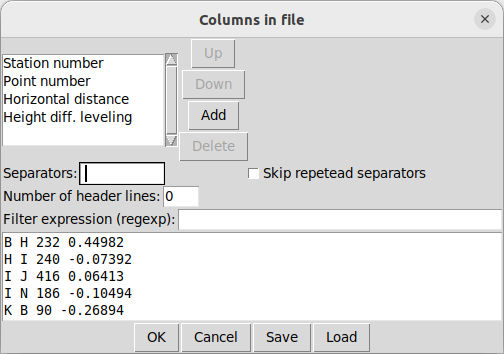 Columns in file
Station number
Point number
Horizontal distance
Height diff. leveling
Up
Down
Add
Delete
Separators:
Skip repetead separators
Number of header lines: 0
Filter expression (regexp):
B H 232 0.44982
H I 240 -0.07392
I J 416 0.06413
I N 186 -0.10494
K B 90 -0.26894
OK Cancel Save Load